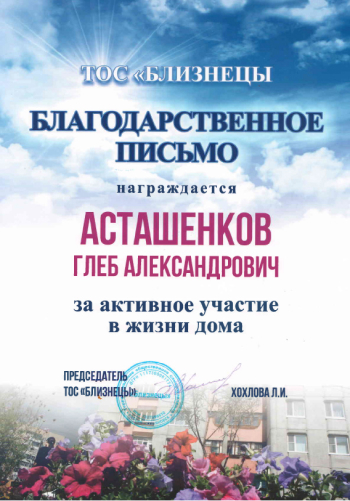 ТОС «БЛИЗНЕЦЫ
БЛАГОДАРСТВЕННОЕ
ПИСЬМО
награждается
АСТАШЕНКОВ
ГЛЕБ АЛЕКСАНДРОВИЧ
за активное участие
в жизни дома
ПРЕДСЕДАТЕЛЬ
ТОС «БЛИЗНЕЦЫ»
ХОХЛОВА Л.И.